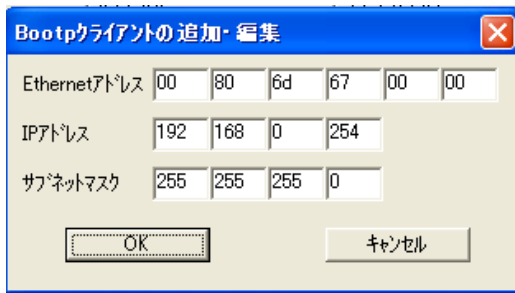 Bootpクライアントの追加・編集
Ethernetアドレス 00 80 6d 67 00 00
IPアドレス 192 168 0 254
サブネットマスク 255 255 255 0
OK キャンセル